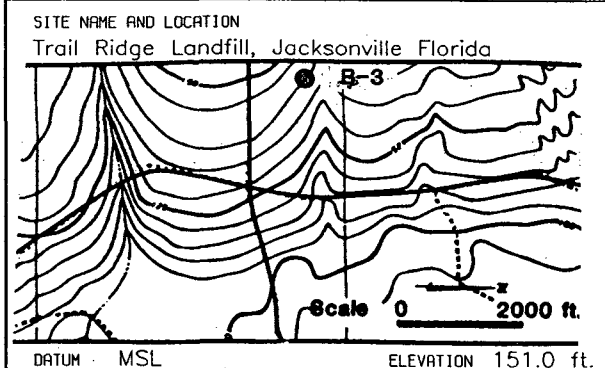 SITE NAME AND LOCATION
Trail Ridge Landfill, Jacksonville Florida
B-3
Scale 0 2000 ft.
DATUM MSL ELEVATION 151.0 ft.